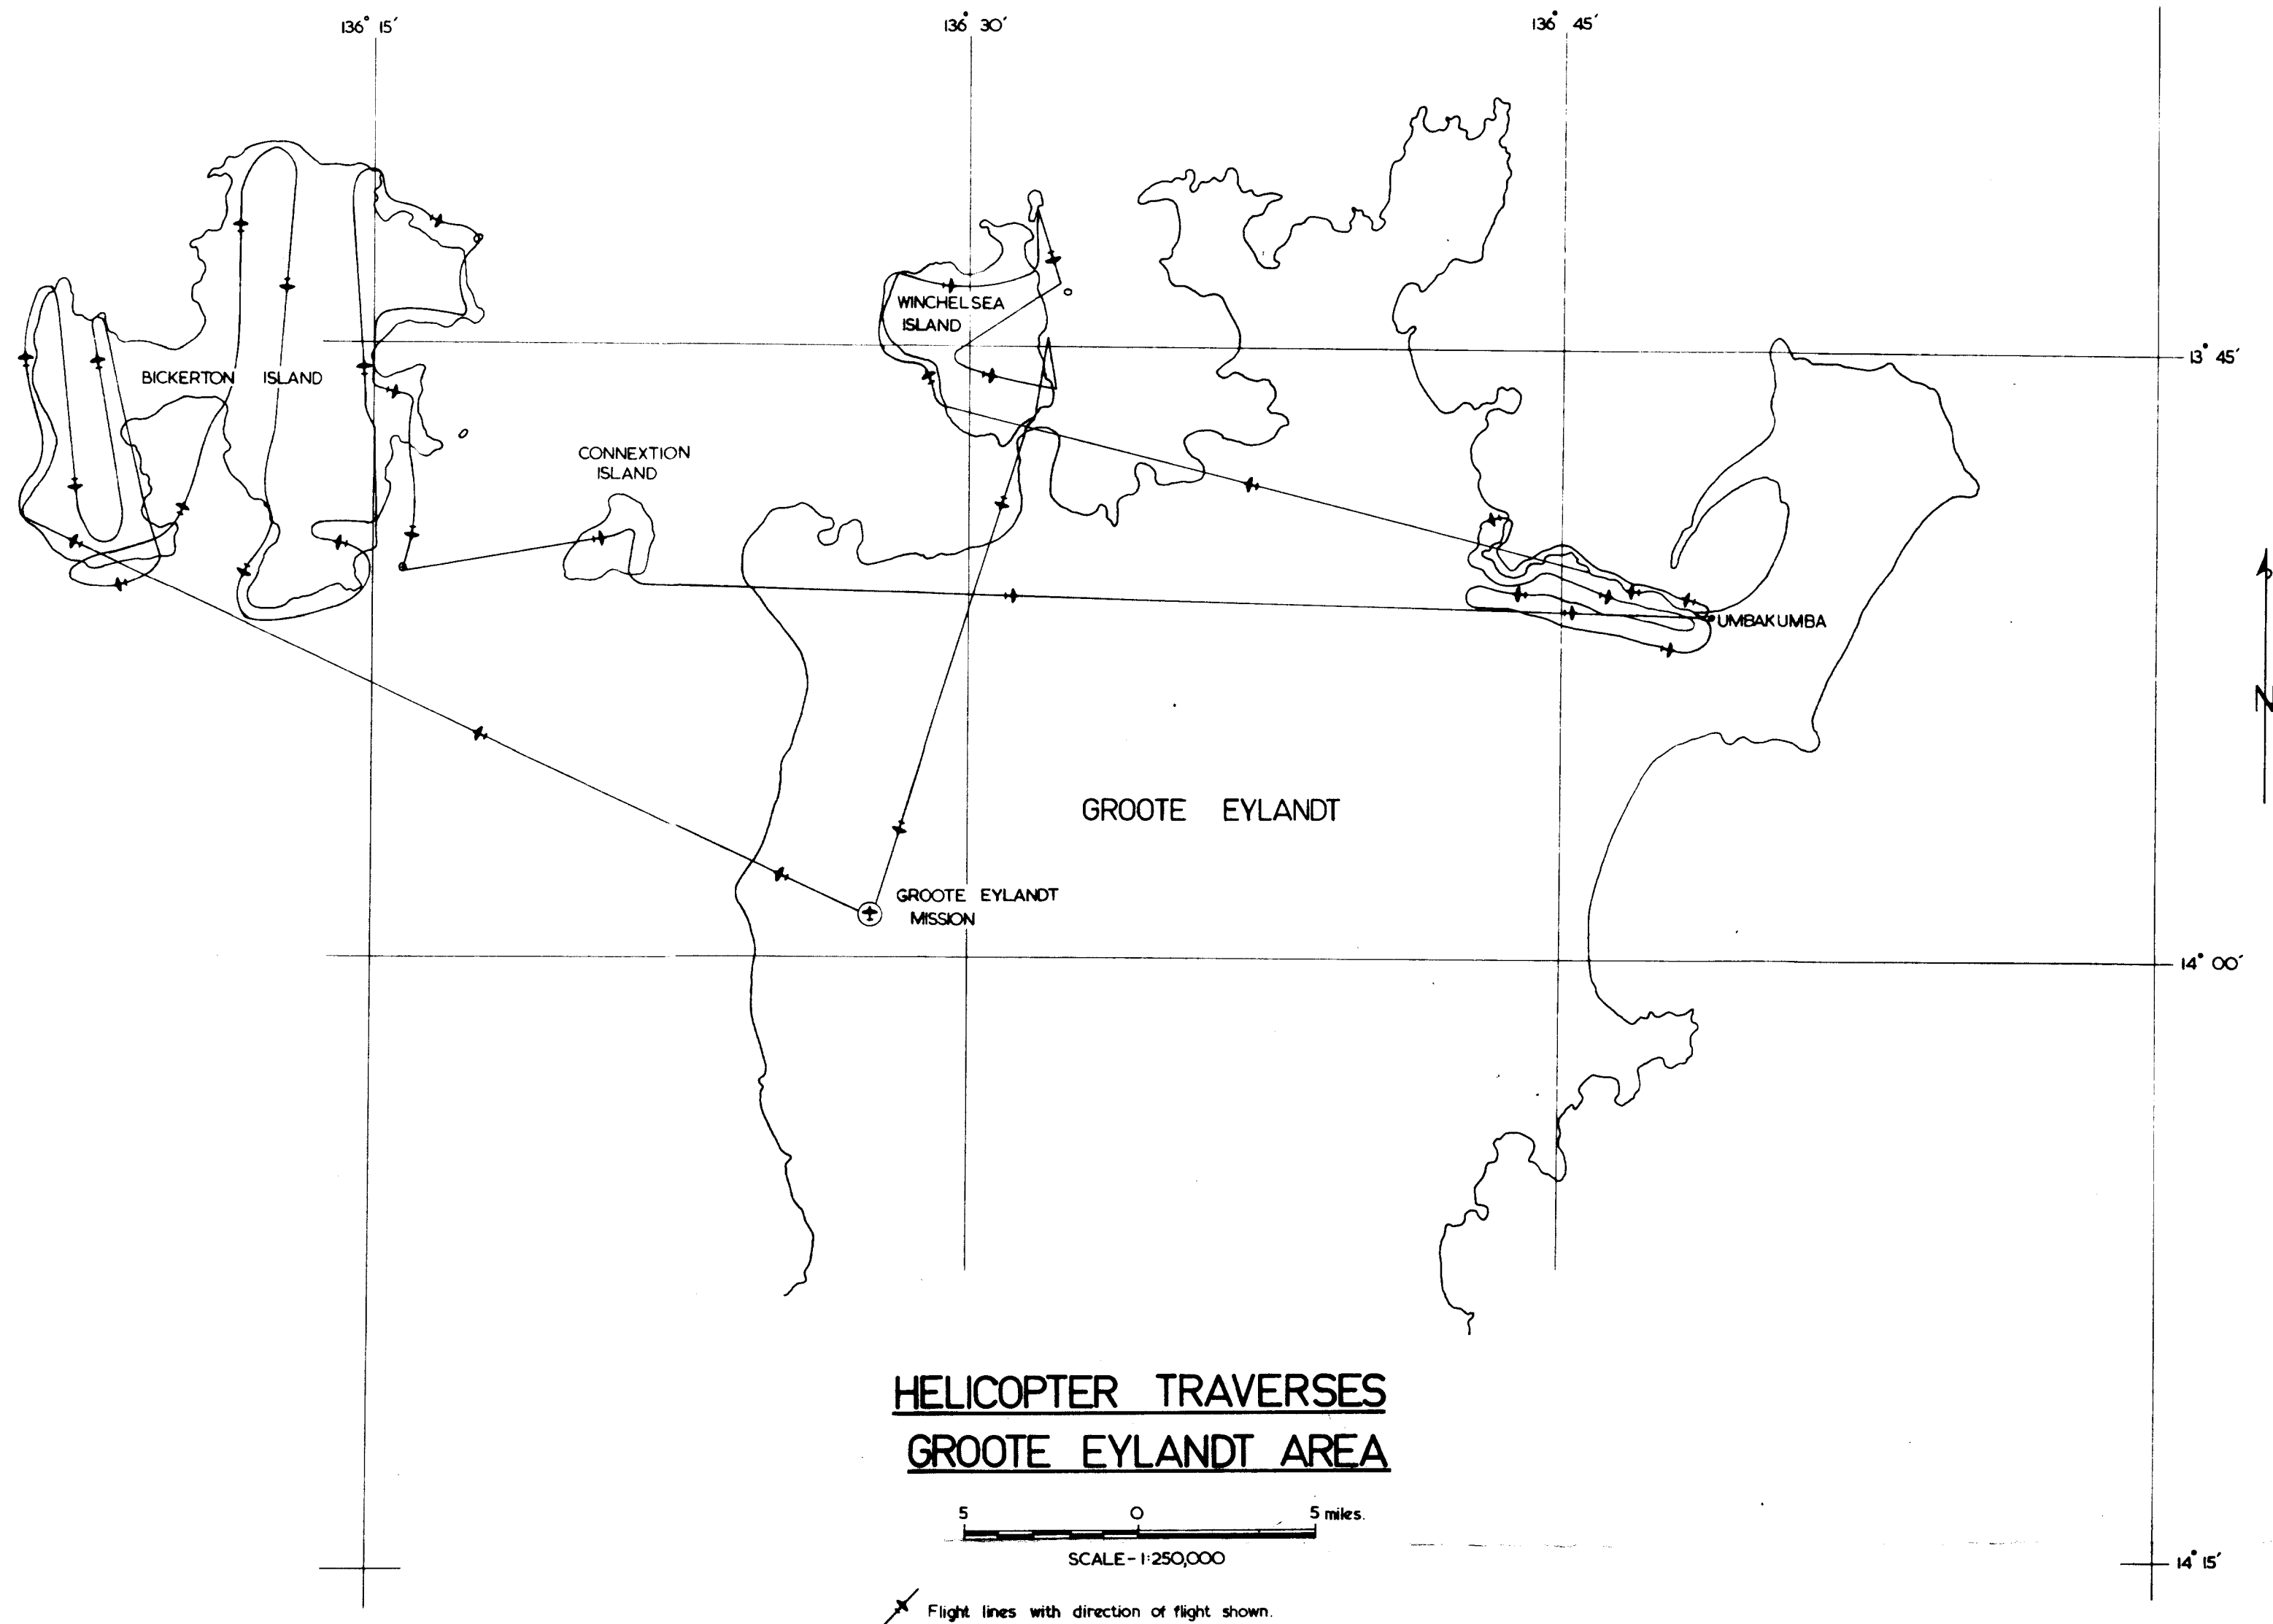 136° 15′ 136° 30′ 136° 45′
WINCHELSEA
ISLAND
13° 45′
BICKERTON ISLAND
CONNEXTION
ISLAND
UMBAKUMBA
N
GROOTE EYLANDT
GROOTE EYLANDT
MISSION
14° 00′
HELICOPTER TRAVERSES
GROOTE EYLANDT AREA
5 0 5 miles.
SCALE - 1:250,000
14° 15′
Flight lines with direction of flight shown.